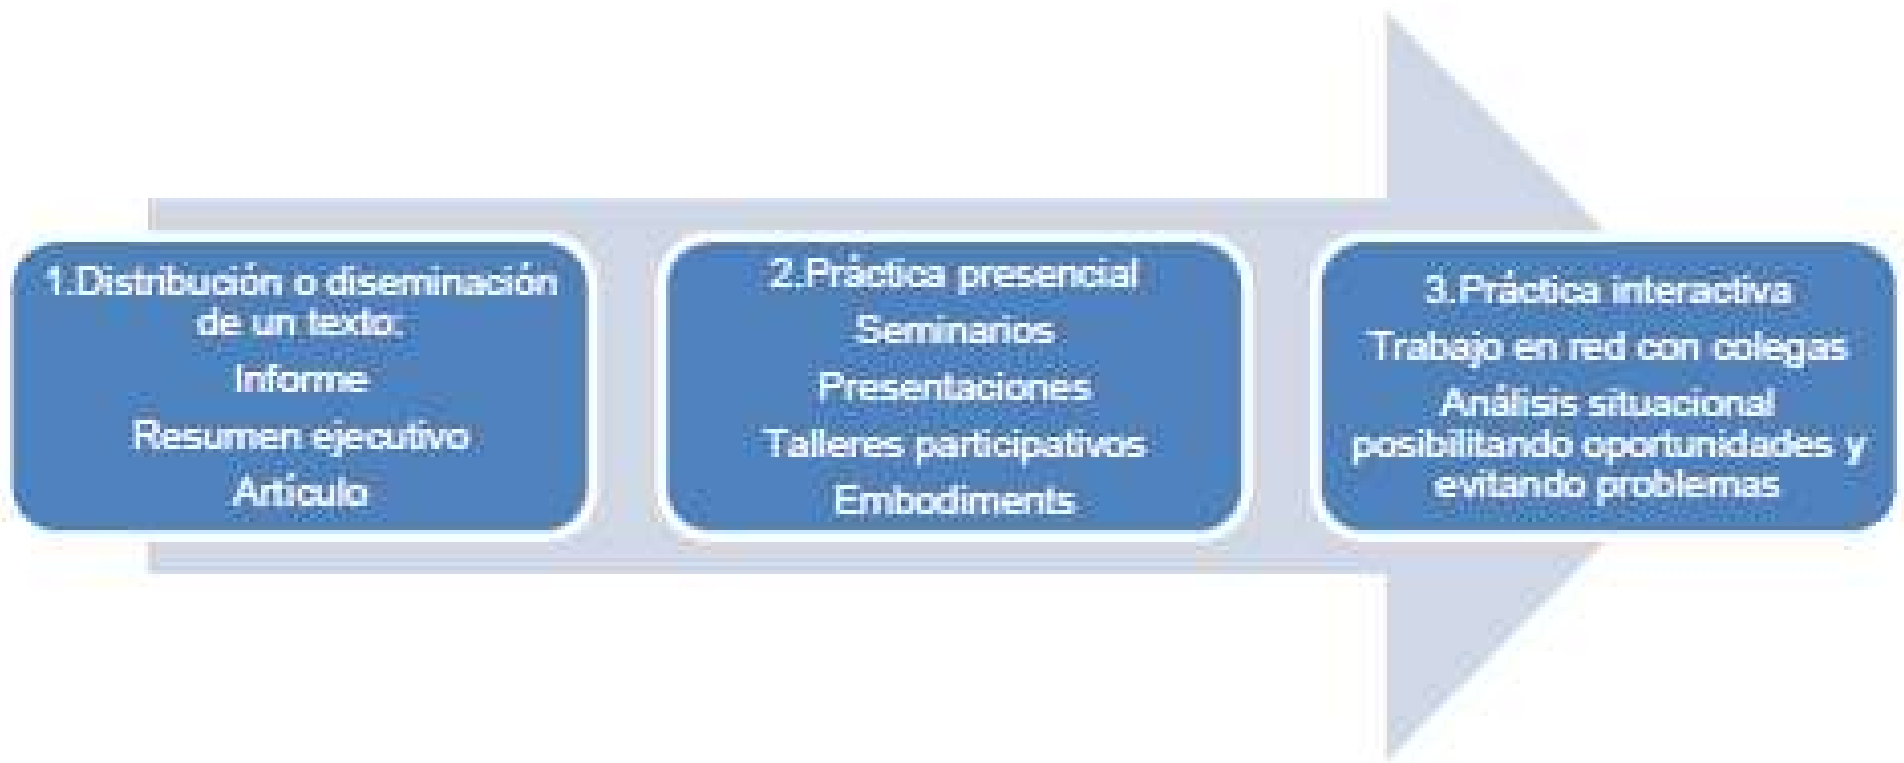 1.Distribución o diseminación
de un texto:
Informe
Resumen ejecutivo
Artículo
2.Práctica presencial
Seminarios
Presentaciones
Talleres participativos
Embodiments
3.Práctica interactiva
Trabajo en red con colegas
Análisis situacional
posibilitando oportunidades y
evitando problemas